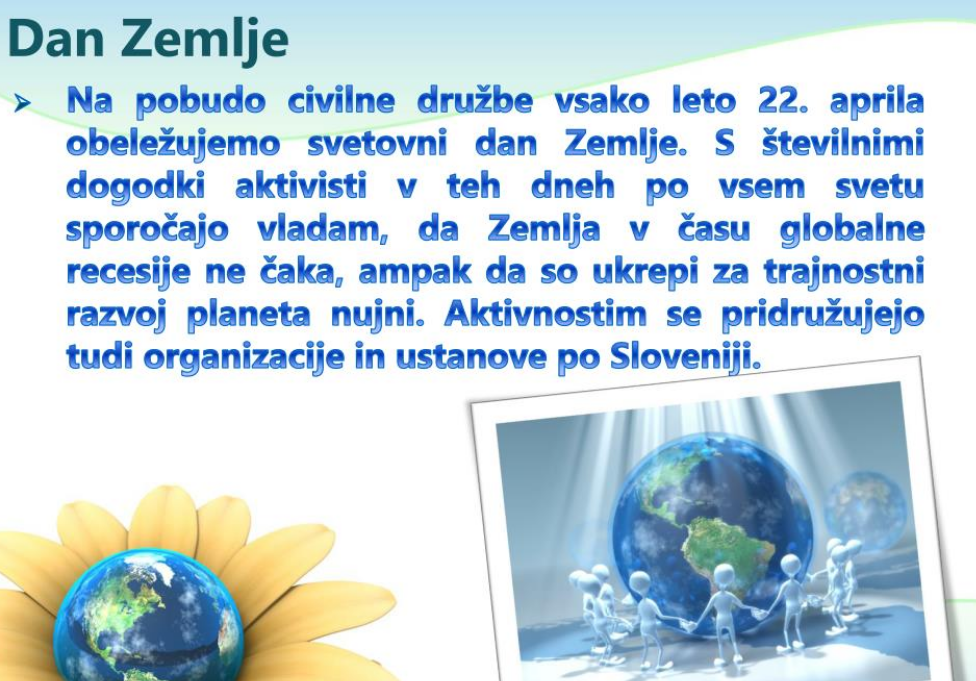 Dan Zemlje
Na pobudo civilne družbe vsako leto 22. aprila
obeležujemo svetovni dan Zemlje. S številnimi
dogodki aktivisti v teh dneh po vsem svetu
sporočajo vladam, da Zemlja v času globalne
recesije ne čaka, ampak da so ukrepi za trajnostni
razvoj planeta nujni. Aktivnostim se pridružujejo
tudi organizacije in ustanove po Sloveniji.